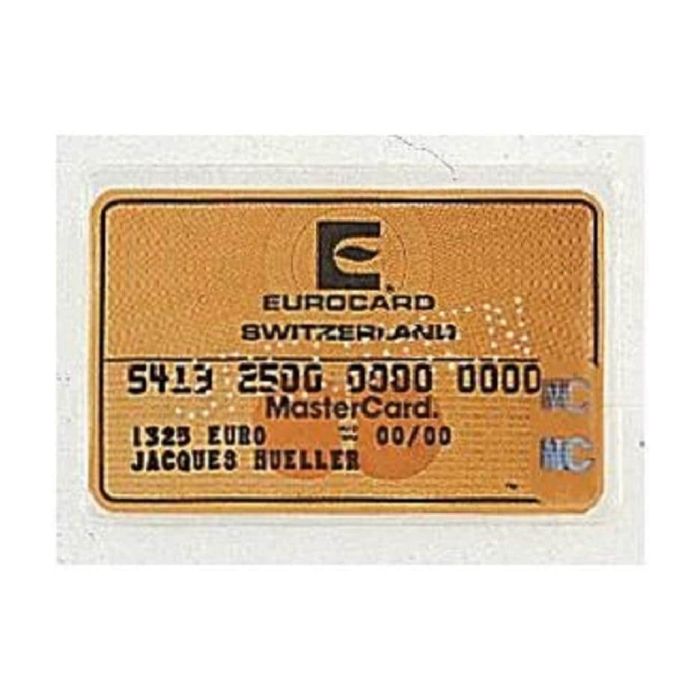 EUROCARD®
SWITZERLAND
5413 2500 0000 0000
MasterCard.
MC
1325 EURO 00/00
JACQUES HUELLER
MC